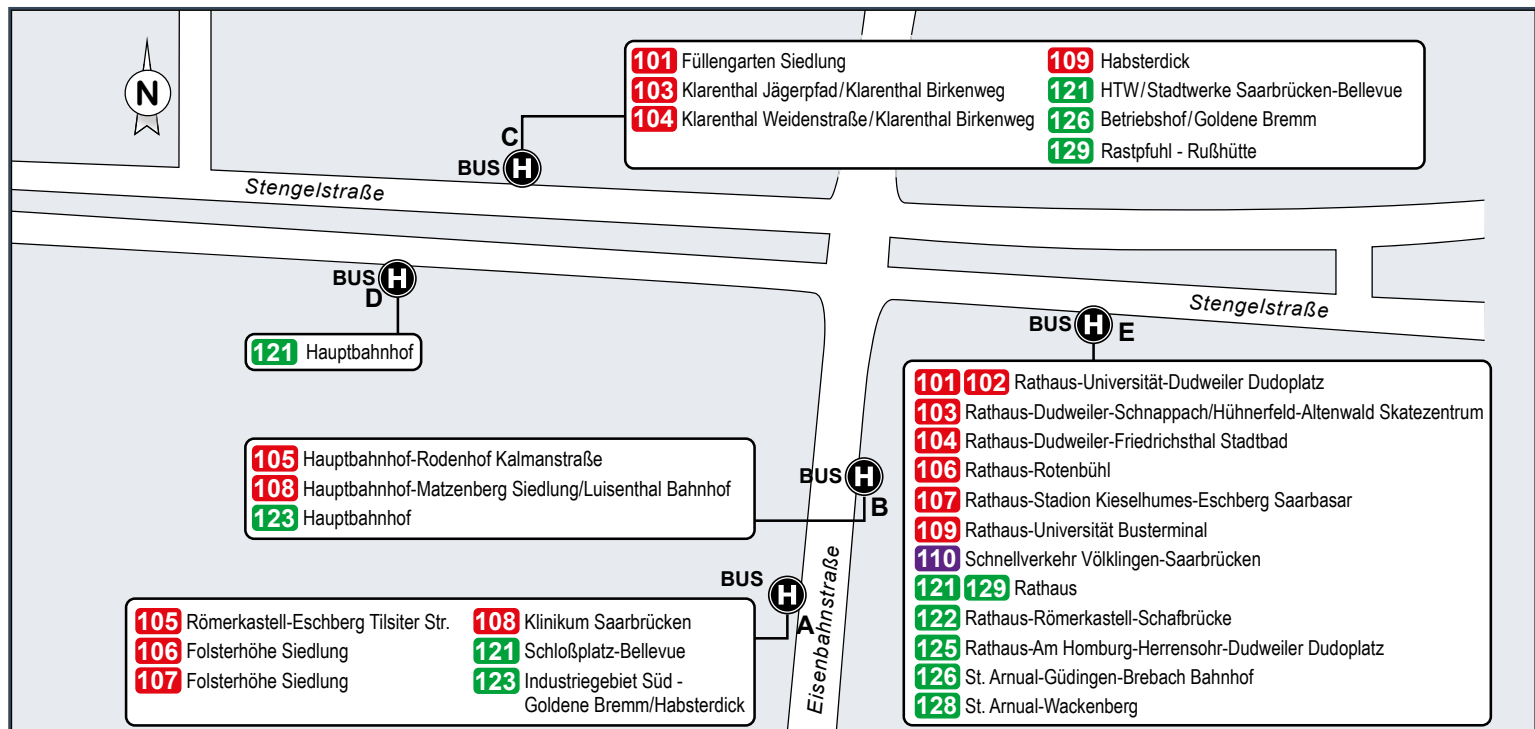 N
101 Füllengarten Siedlung
103 Klarenthal Jägerpfad/Klarenthal Birkenweg
104 Klarenthal Weidenstraße/Klarenthal Birkenweg
109 Habsterdick
121 HTW/Stadtwerke Saarbrücken-Bellevue
126 Betriebshof/Goldene Bremm
129 Rastpfuhl - Rußhütte
C
BUS H
Stengelstraße
BUS H
D
121 Hauptbahnhof
Stengelstraße
BUS H E
101 102 Rathaus-Universität-Dudweiler Dudoplatz
103 Rathaus-Dudweiler-Schnappach/Hühnerfeld-Altenwald Skatezentrum
104 Rathaus-Dudweiler-Friedrichsthal Stadtbad
106 Rathaus-Rotenbühl
107 Rathaus-Stadion Kieselhumes-Eschberg Saarbasar
109 Rathaus-Universität Busterminal
110 Schnellverkehr Völklingen-Saarbrücken
121 129 Rathaus
122 Rathaus-Römerkastell-Schafbrücke
125 Rathaus-Am Homburg-Herrensohr-Dudweiler Dudoplatz
126 St. Arnual-Güdingen-Brebach Bahnhof
128 St. Arnual-Wackenberg
105 Hauptbahnhof-Rodenhof Kalmanstraße
108 Hauptbahnhof-Matzenberg Siedlung/Luisenthal Bahnhof
123 Hauptbahnhof
BUS H
B
BUS
H
A
Eisenbahnstraße
105 Römerkastell-Eschberg Tilsiter Str.
106 Folsterhöhe Siedlung
107 Folsterhöhe Siedlung
108 Klinikum Saarbrücken
121 Schloßplatz-Bellevue
123 Industriegebiet Süd -
Goldene Bremm/Habsterdick